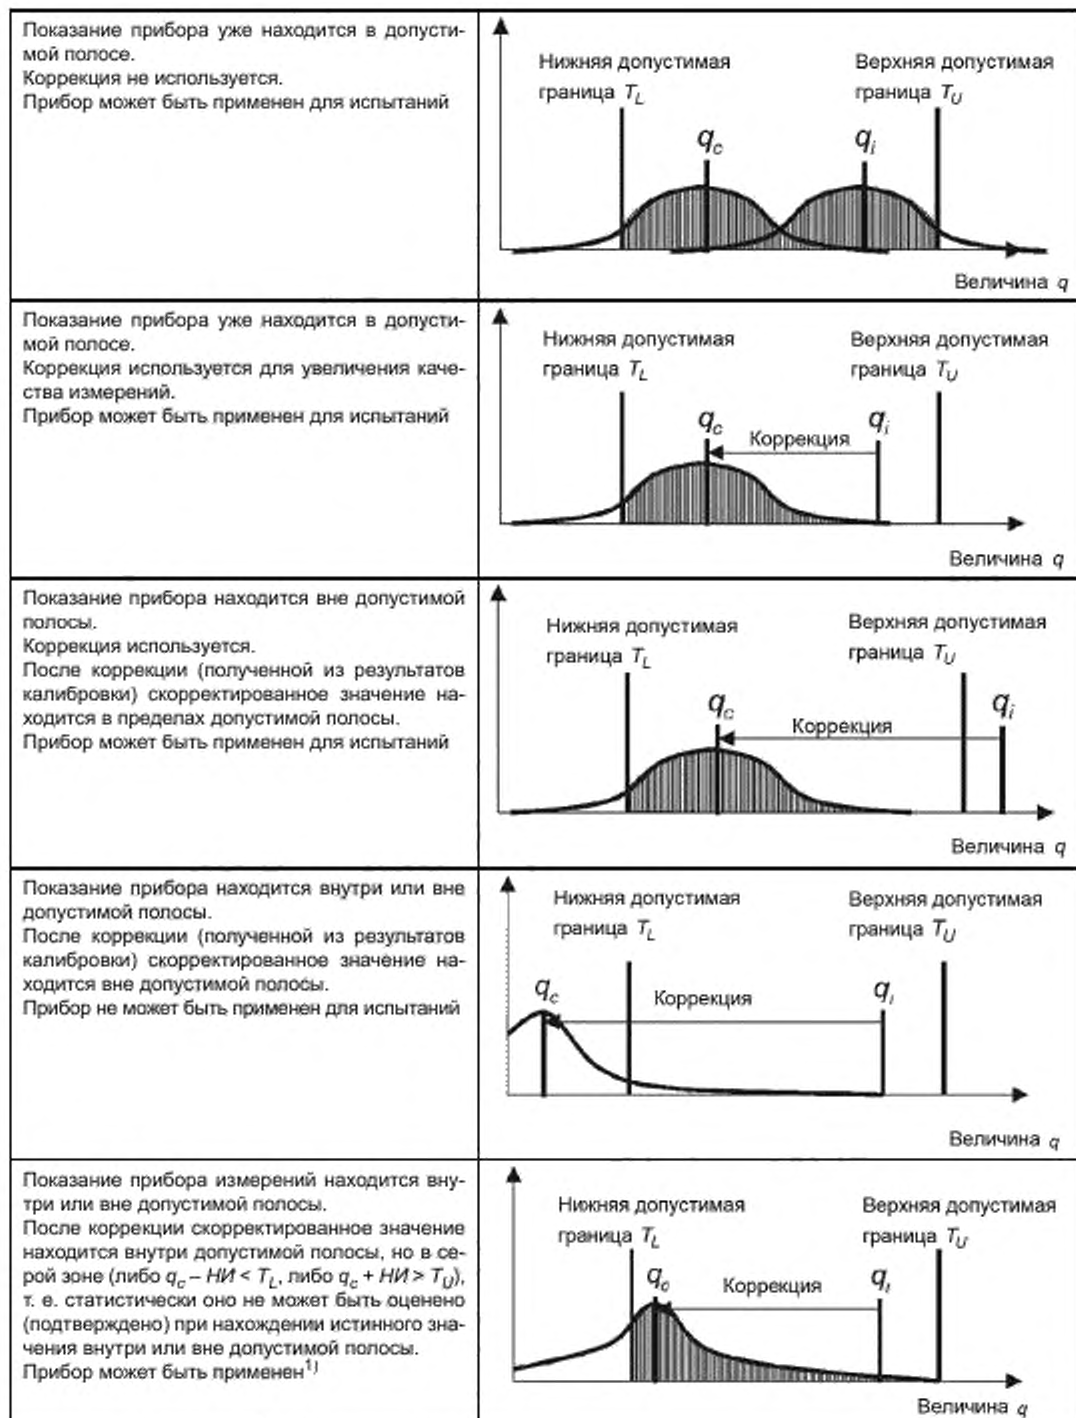 Показание прибора уже находится в допусти-
мой полосе.
Коррекция не используется.
Прибор может быть применен для испытаний
Нижняя допустимая
граница T_L
Верхняя допустимая
граница T_U
q_c
q_i
Величина q
Показание прибора уже находится в допусти-
мой полосе.
Коррекция используется для увеличения каче-
ства измерений.
Прибор может быть применен для испытаний
Нижняя допустимая
граница T_L
Верхняя допустимая
граница T_U
q_c
Коррекция
q_i
Величина q
Показание прибора находится вне допустимой
полосы.
Коррекция используется.
После коррекции (полученной из результатов
калибровки) скорректированное значение на-
ходится в пределах допустимой полосы.
Прибор может быть применен для испытаний
Нижняя допустимая
граница T_L
Верхняя допустимая
граница T_U
q_c
Коррекция
q_i
Величина q
Показание прибора находится внутри или вне
допустимой полосы.
После коррекции (полученной из результатов
калибровки) скорректированное значение на-
ходится вне допустимой полосы.
Прибор не может быть применен для испытаний
Нижняя допустимая
граница T_L
Верхняя допустимая
граница T_U
q_c
Коррекция
q_i
Величина q
Показание прибора измерений находится вну-
три или вне допустимой полосы.
После коррекции скорректированное значение
находится внутри допустимой полосы, но в се-
рой зоне (либо q_c – НИ < T_L, либо q_c + НИ > T_U),
т. е. статистически оно не может быть оценено
(подтверждено) при нахождении истинного зна-
чения внутри или вне допустимой полосы.
Прибор может быть применен¹⁾
Нижняя допустимая
граница T_L
Верхняя допустимая
граница T_U
q_c
Коррекция
q_i
Величина q